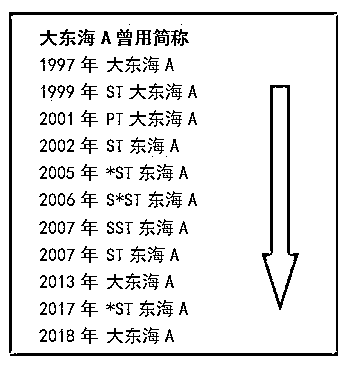 大东海 A 曾用简称
1997 年 大东海 A
1999 年 ST 大东海 A
2001 年 PT 大东海 A
2002 年 ST 东海 A
2005 年 *ST 东海 A
2006 年 S*ST 东海 A
2007 年 SST 东海 A
2007 年 ST 东海 A
2013 年 大东海 A
2017 年 *ST 东海 A
2018 年 大东海 A